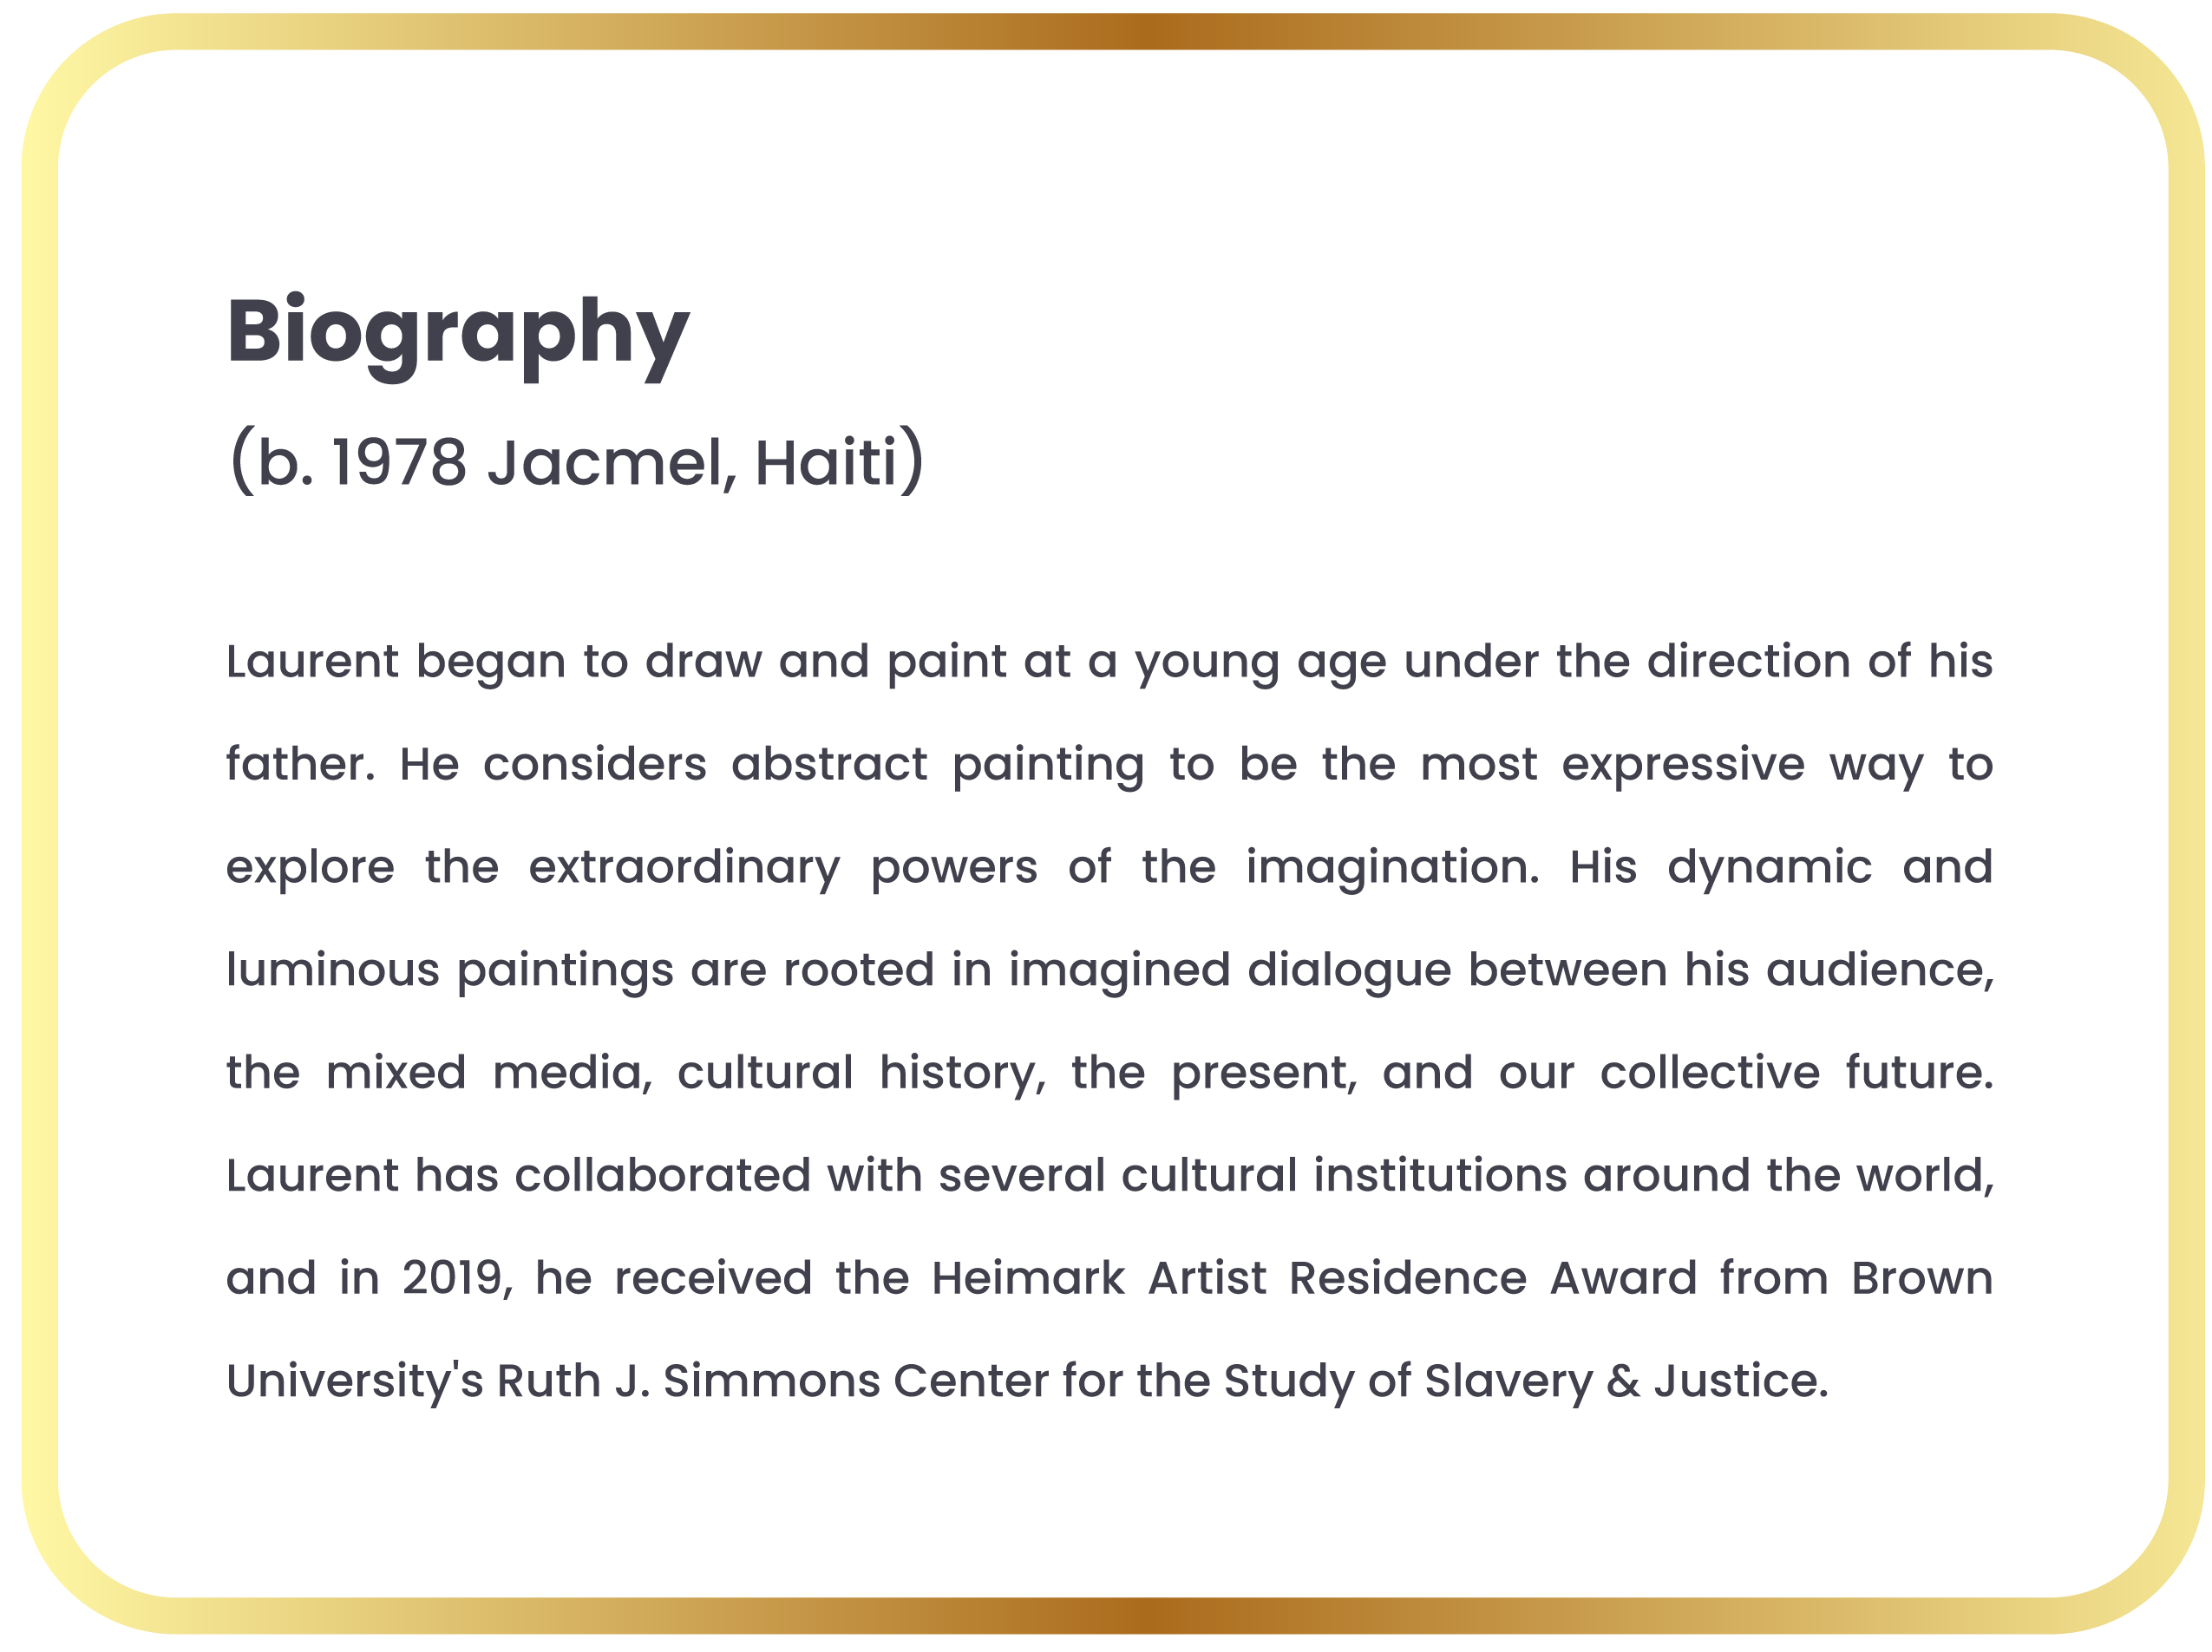 Biography
(b. 1978 Jacmel, Haiti)
Laurent began to draw and paint at a young age under the direction of his
father. He considers abstract painting to be the most expressive way to
explore the extraordinary powers of the imagination. His dynamic and
luminous paintings are rooted in imagined dialogue between his audience,
the mixed media, cultural history, the present, and our collective future.
Laurent has collaborated with several cultural institutions around the world,
and in 2019, he received the Heimark Artist Residence Award from Brown
University's Ruth J. Simmons Center for the Study of Slavery & Justice.